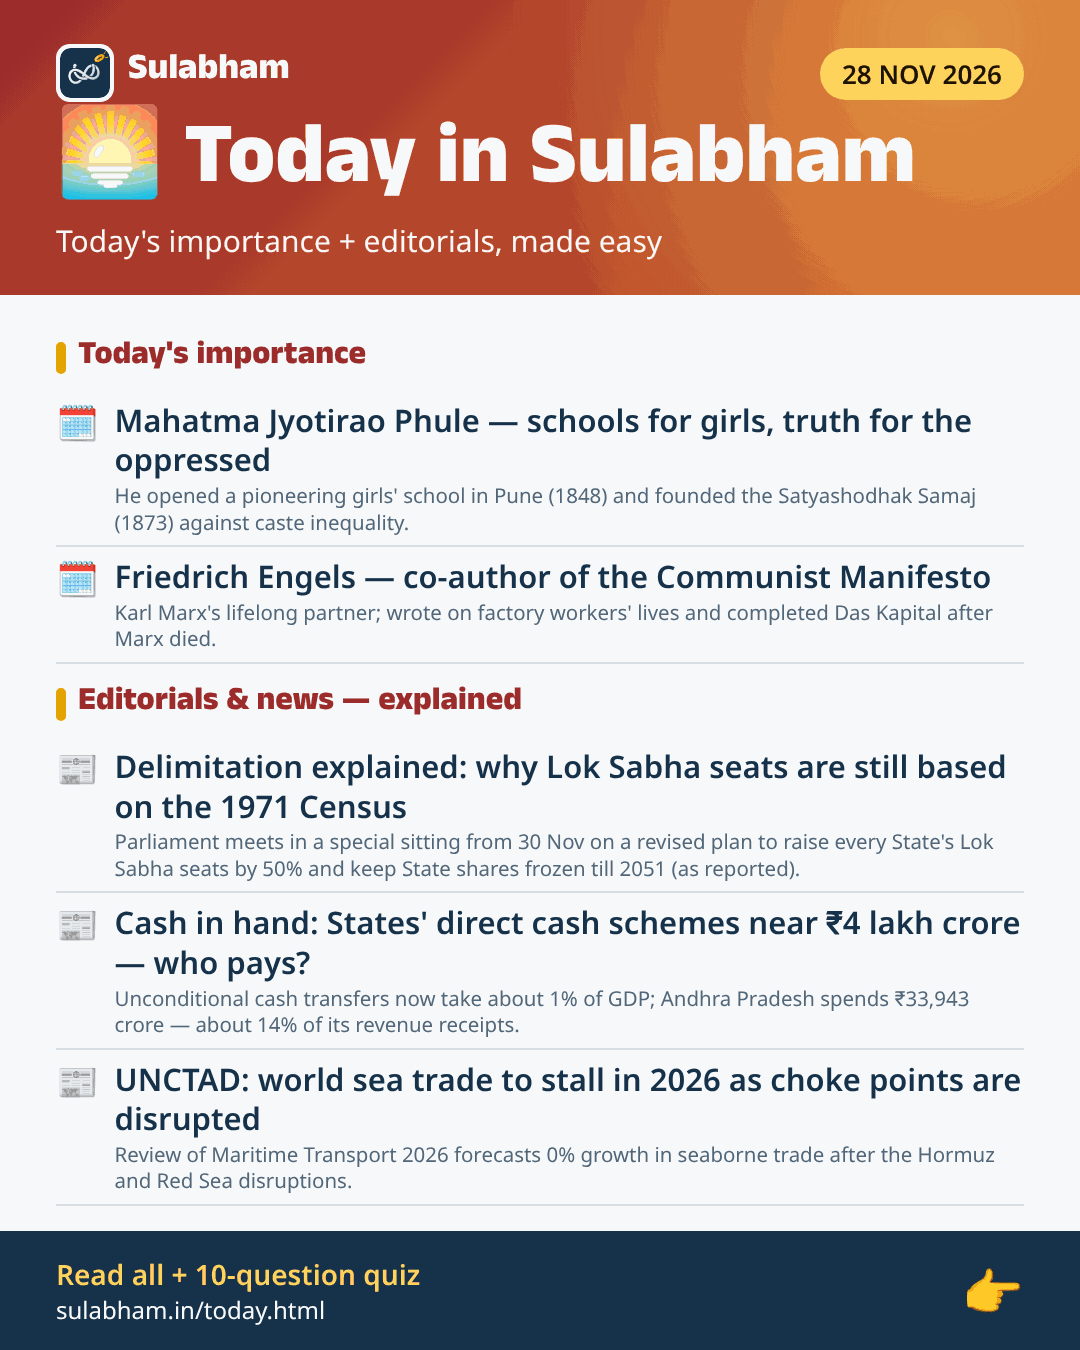 Sulabham
28 NOV 2026
Today in Sulabham
Today's importance + editorials, made easy
Today's importance
Mahatma Jyotirao Phule — schools for girls, truth for the
oppressed
He opened a pioneering girls' school in Pune (1848) and founded the Satyashodhak Samaj
(1873) against caste inequality.
Friedrich Engels — co-author of the Communist Manifesto
Karl Marx's lifelong partner; wrote on factory workers' lives and completed Das Kapital after
Marx died.
Editorials & news — explained
Delimitation explained: why Lok Sabha seats are still based
on the 1971 Census
Parliament meets in a special sitting from 30 Nov on a revised plan to raise every State's Lok
Sabha seats by 50% and keep State shares frozen till 2051 (as reported).
Cash in hand: States' direct cash schemes near ₹4 lakh crore
— who pays?
Unconditional cash transfers now take about 1% of GDP; Andhra Pradesh spends ₹33,943
crore — about 14% of its revenue receipts.
UNCTAD: world sea trade to stall in 2026 as choke points are
disrupted
Review of Maritime Transport 2026 forecasts 0% growth in seaborne trade after the Hormuz
and Red Sea disruptions.
Read all + 10-question quiz
sulabham.in/today.html